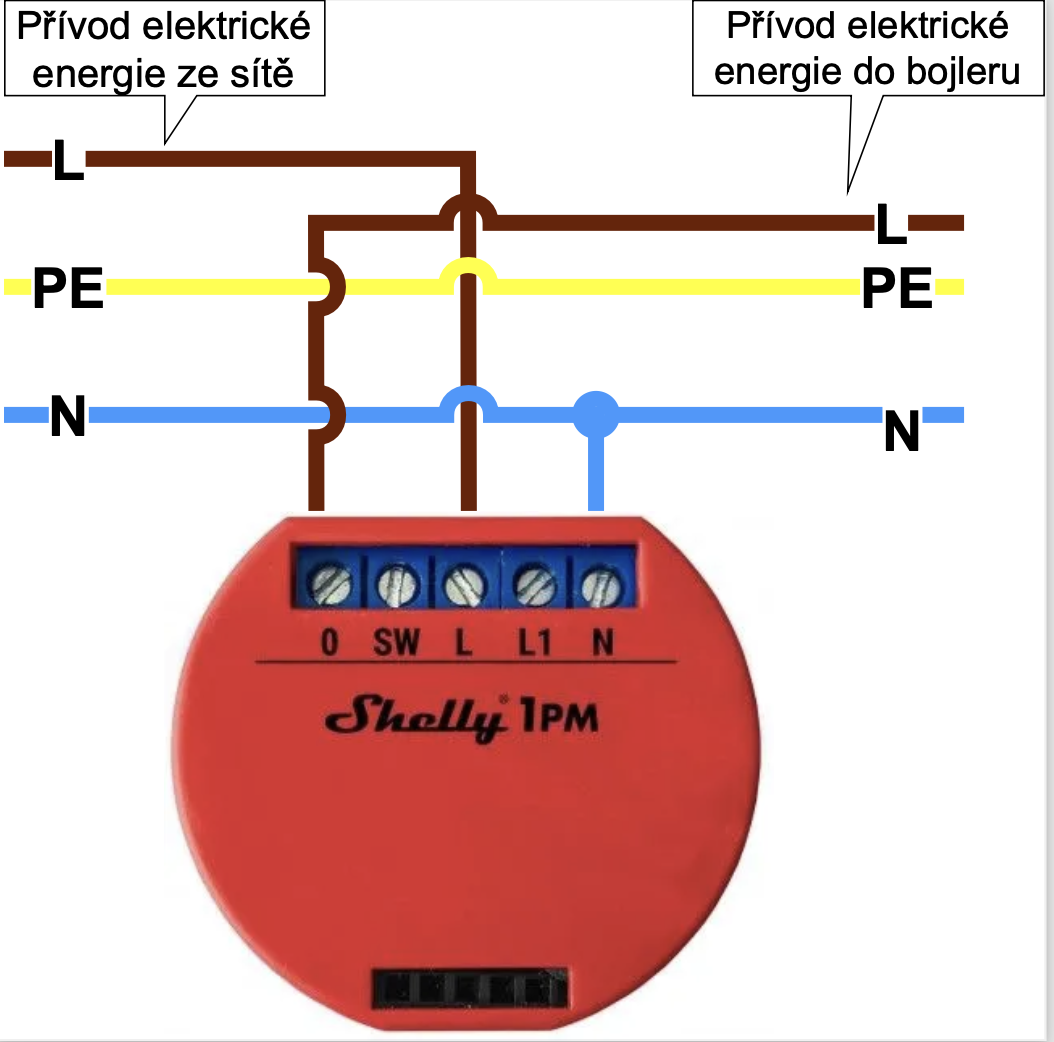 Přívod elektrické
energie ze sítě
Přívod elektrické
energie do bojleru
L
L
PE
PE
N
N
0 SW L L1 N
Shelly® 1PM